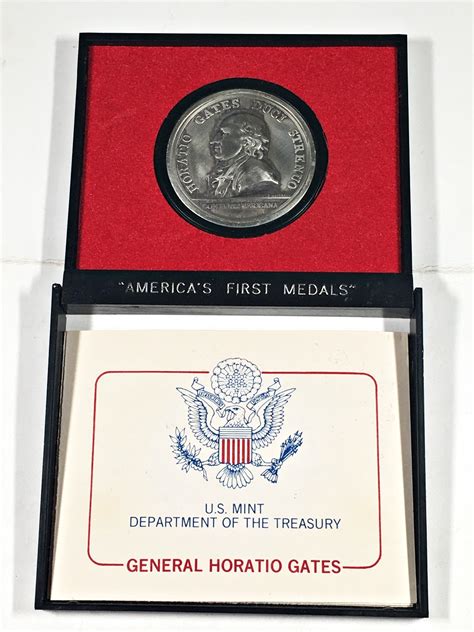 HORATIO GATES DUCI STRENUO
"AMERICA'S FIRST MEDALS"
U.S. MINT
DEPARTMENT OF THE TREASURY
GENERAL HORATIO GATES